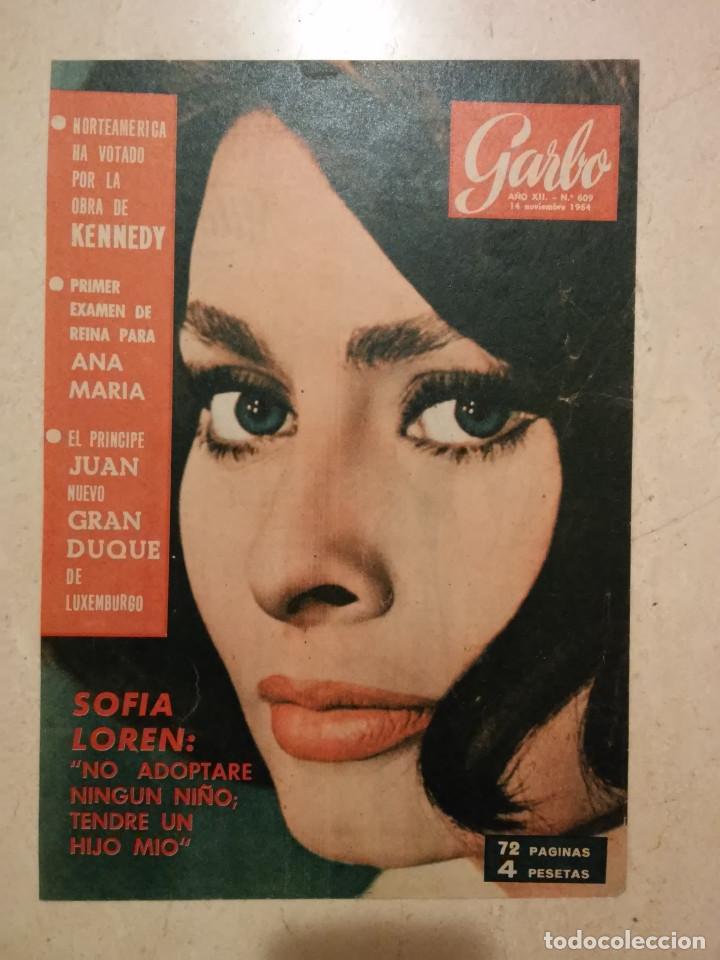 NORTEAMERICA
HA VOTADO
POR LA
OBRA DE
KENNEDY
PRIMER
EXAMEN DE
REINA PARA
ANA
MARIA
EL PRINCIPE
JUAN
NUEVO
GRAN
DUQUE
DE
LUXEMBURGO
Garbo
AÑO XII. - N.° 609
14 noviembre 1964
SOFIA
LOREN:
"NO ADOPTARE
NINGUN NIÑO;
TENDRE UN
HIJO MIO"
72 PAGINAS
4 PESETAS
todocoleccion.net